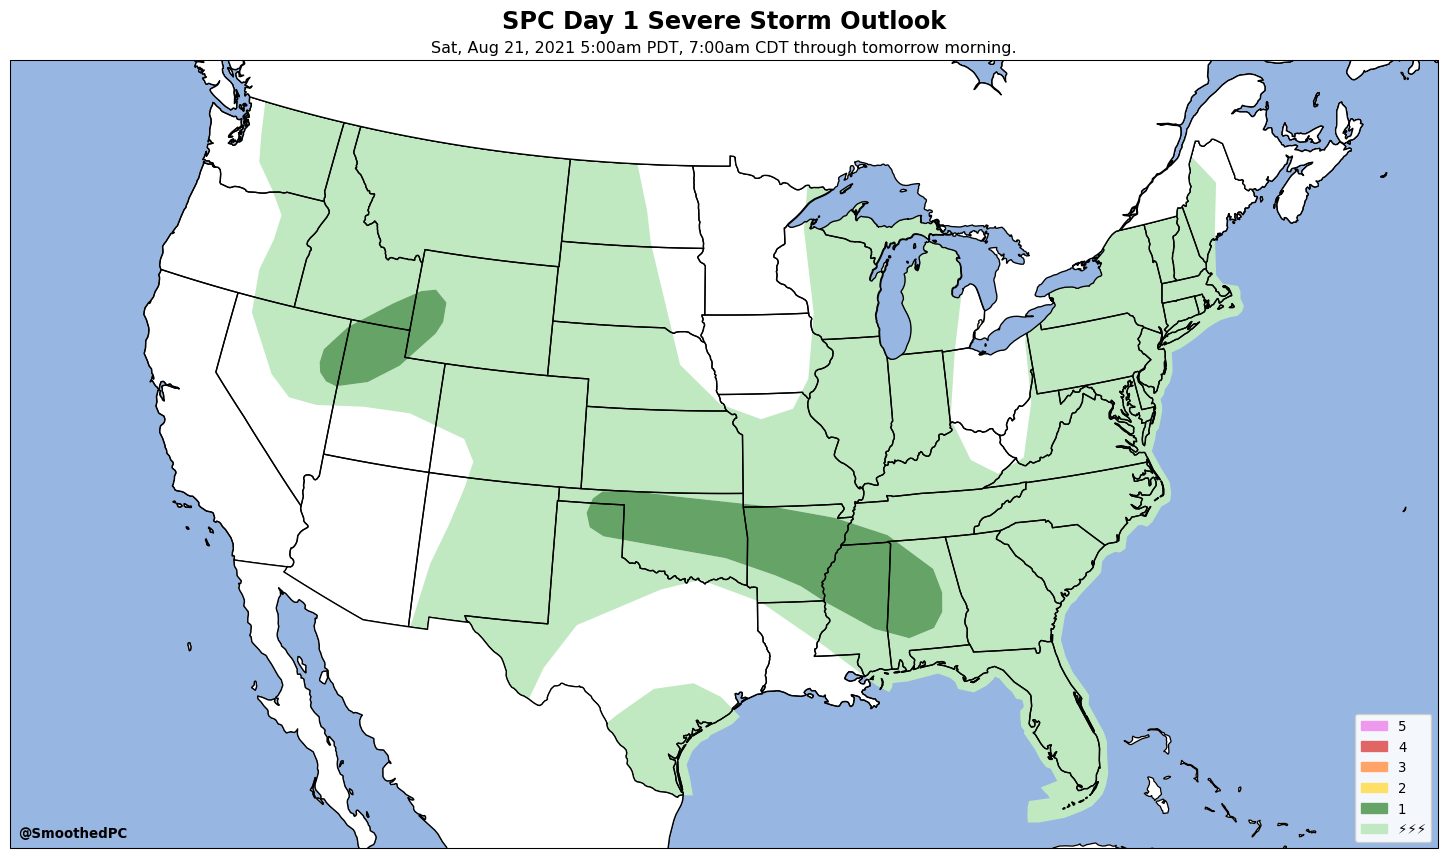 SPC Day 1 Severe Storm Outlook
Sat, Aug 21, 2021 5:00am PDT, 7:00am CDT through tomorrow morning.
5
4
3
2
1
⚡⚡⚡
@SmoothedPC